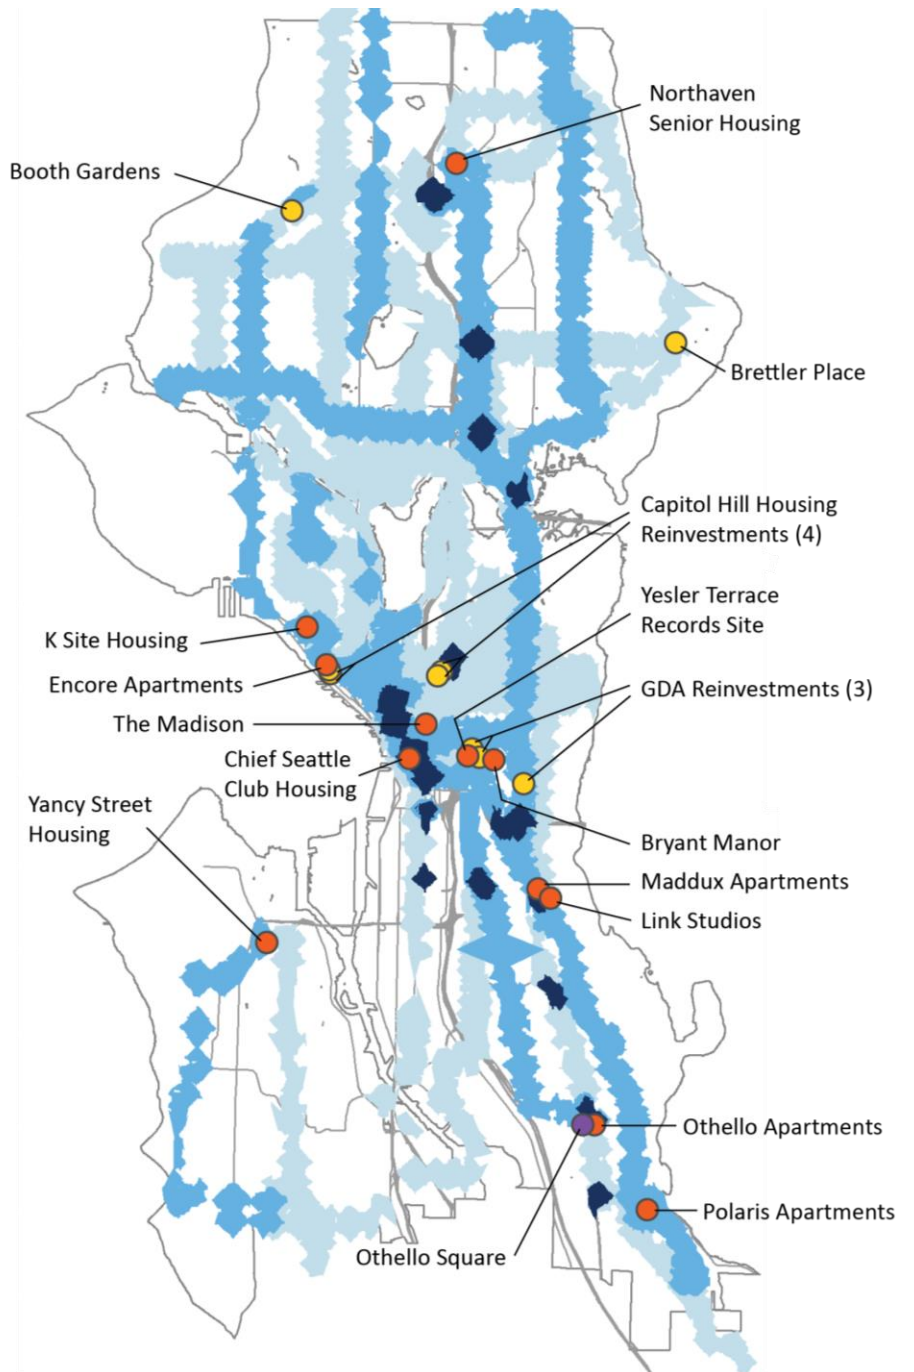 Northaven
Senior Housing
Booth Gardens
Brettler Place
Capitol Hill Housing
Reinvestments (4)
Yesler Terrace
Records Site
K Site Housing
Encore Apartments
GDA Reinvestments (3)
The Madison
Chief Seattle
Club Housing
Yancy Street
Housing
Bryant Manor
Maddux Apartments
Link Studios
Othello Apartments
Polaris Apartments
Othello Square